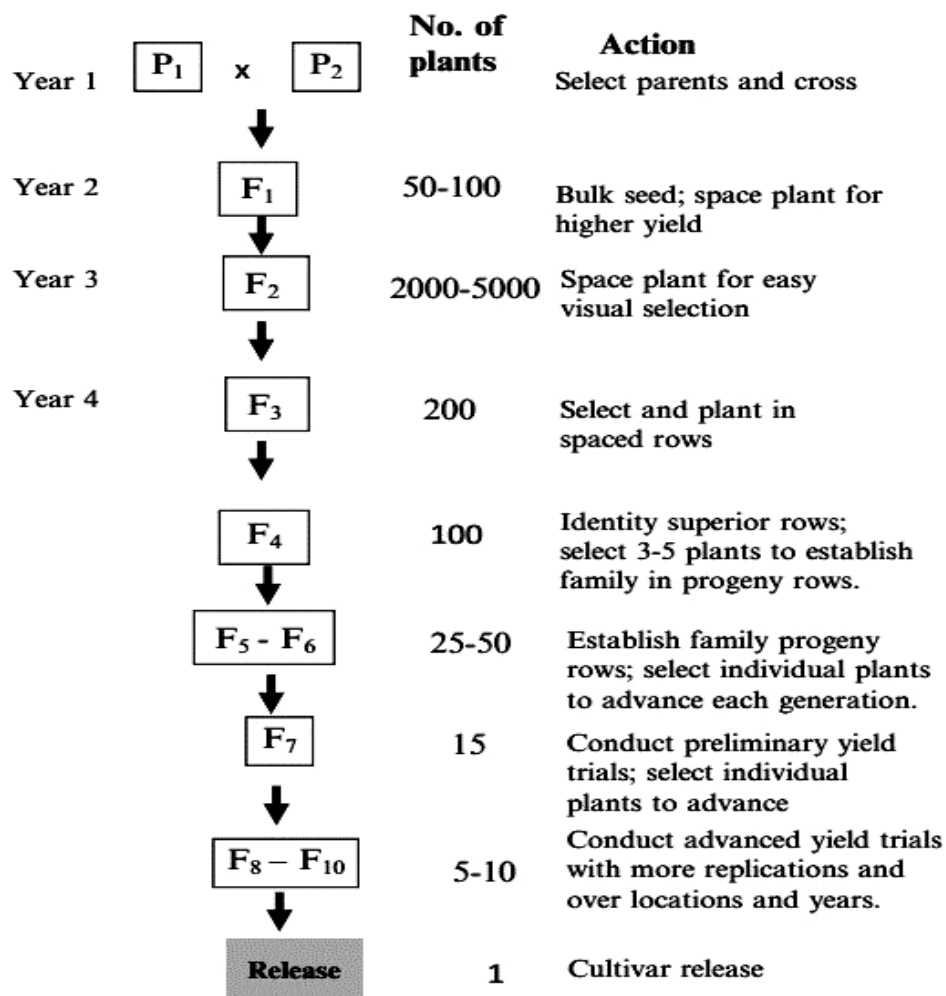 No. of
plants
Action
Year 1 P₁ x P₂ Select parents and cross
Year 2 F₁ 50-100 Bulk seed; space plant for
higher yield
Year 3 F₂ 2000-5000 Space plant for easy
visual selection
Year 4 F₃ 200 Select and plant in
spaced rows
F₄ 100 Identity superior rows;
select 3-5 plants to establish
family in progeny rows.
F₅ - F₆ 25-50 Establish family progeny
rows; select individual plants
to advance each generation.
F₇ 15 Conduct preliminary yield
trials; select individual
plants to advance
F₈ – F₁₀ 5-10 Conduct advanced yield trials
with more replications and
over locations and years.
Release 1 Cultivar release